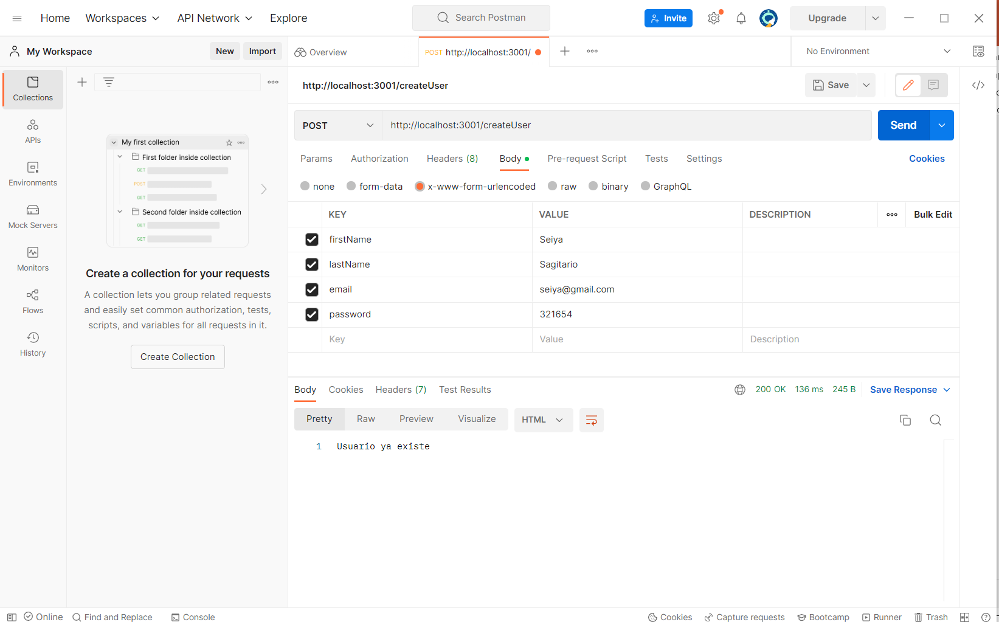 Home Workspaces API Network Explore Search Postman Invite Upgrade
My Workspace New Import Overview POST http://localhost:3001/ No Environment
Collections
APIs
Environments
Mock Servers
Monitors
Flows
History
My first collection
First folder inside collection
GET
POST
GET
Second folder inside collection
GET
GET
Create a collection for your requests
A collection lets you group related requests
and easily set common authorization, tests,
scripts, and variables for all requests in it.
Create Collection
http://localhost:3001/createUser Save
POST http://localhost:3001/createUser Send
Params Authorization Headers (8) Body Pre-request Script Tests Settings Cookies
none form-data x-www-form-urlencoded raw binary GraphQL
KEY VALUE DESCRIPTION Bulk Edit
firstName Seiya
lastName Sagitario
email seiya@gmail.com
password 321654
Key Value Description
Body Cookies Headers (7) Test Results 200 OK 136 ms 245 B Save Response
Pretty Raw Preview Visualize HTML
1 Usuario ya existe
Online Find and Replace Console Cookies Capture requests Bootcamp Runner Trash